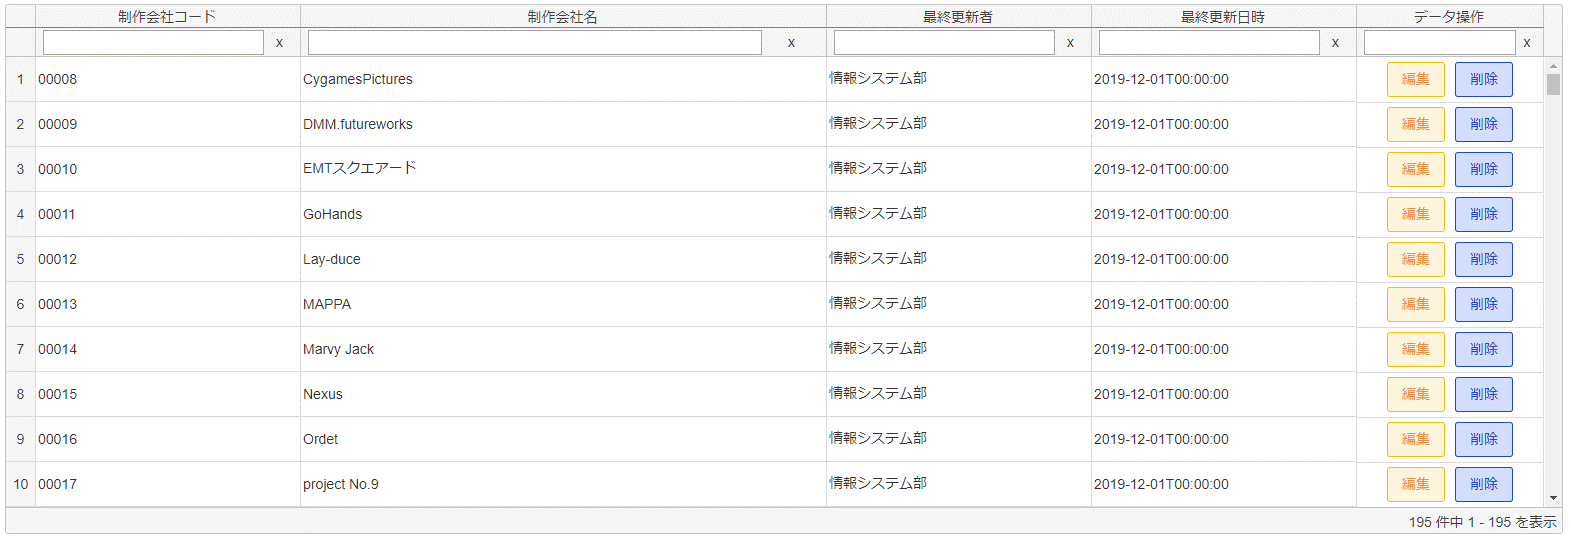 制作会社コード 制作会社名 最終更新者 最終更新日時 データ操作
x x x x x
1 00008 CygamesPictures 情報システム部 2019-12-01T00:00:00 編集 削除
2 00009 DMM.futureworks 情報システム部 2019-12-01T00:00:00 編集 削除
3 00010 EMTスクエアード 情報システム部 2019-12-01T00:00:00 編集 削除
4 00011 GoHands 情報システム部 2019-12-01T00:00:00 編集 削除
5 00012 Lay-duce 情報システム部 2019-12-01T00:00:00 編集 削除
6 00013 MAPPA 情報システム部 2019-12-01T00:00:00 編集 削除
7 00014 Marvy Jack 情報システム部 2019-12-01T00:00:00 編集 削除
8 00015 Nexus 情報システム部 2019-12-01T00:00:00 編集 削除
9 00016 Ordet 情報システム部 2019-12-01T00:00:00 編集 削除
10 00017 project No.9 情報システム部 2019-12-01T00:00:00 編集 削除
195 件中 1 - 195 を表示